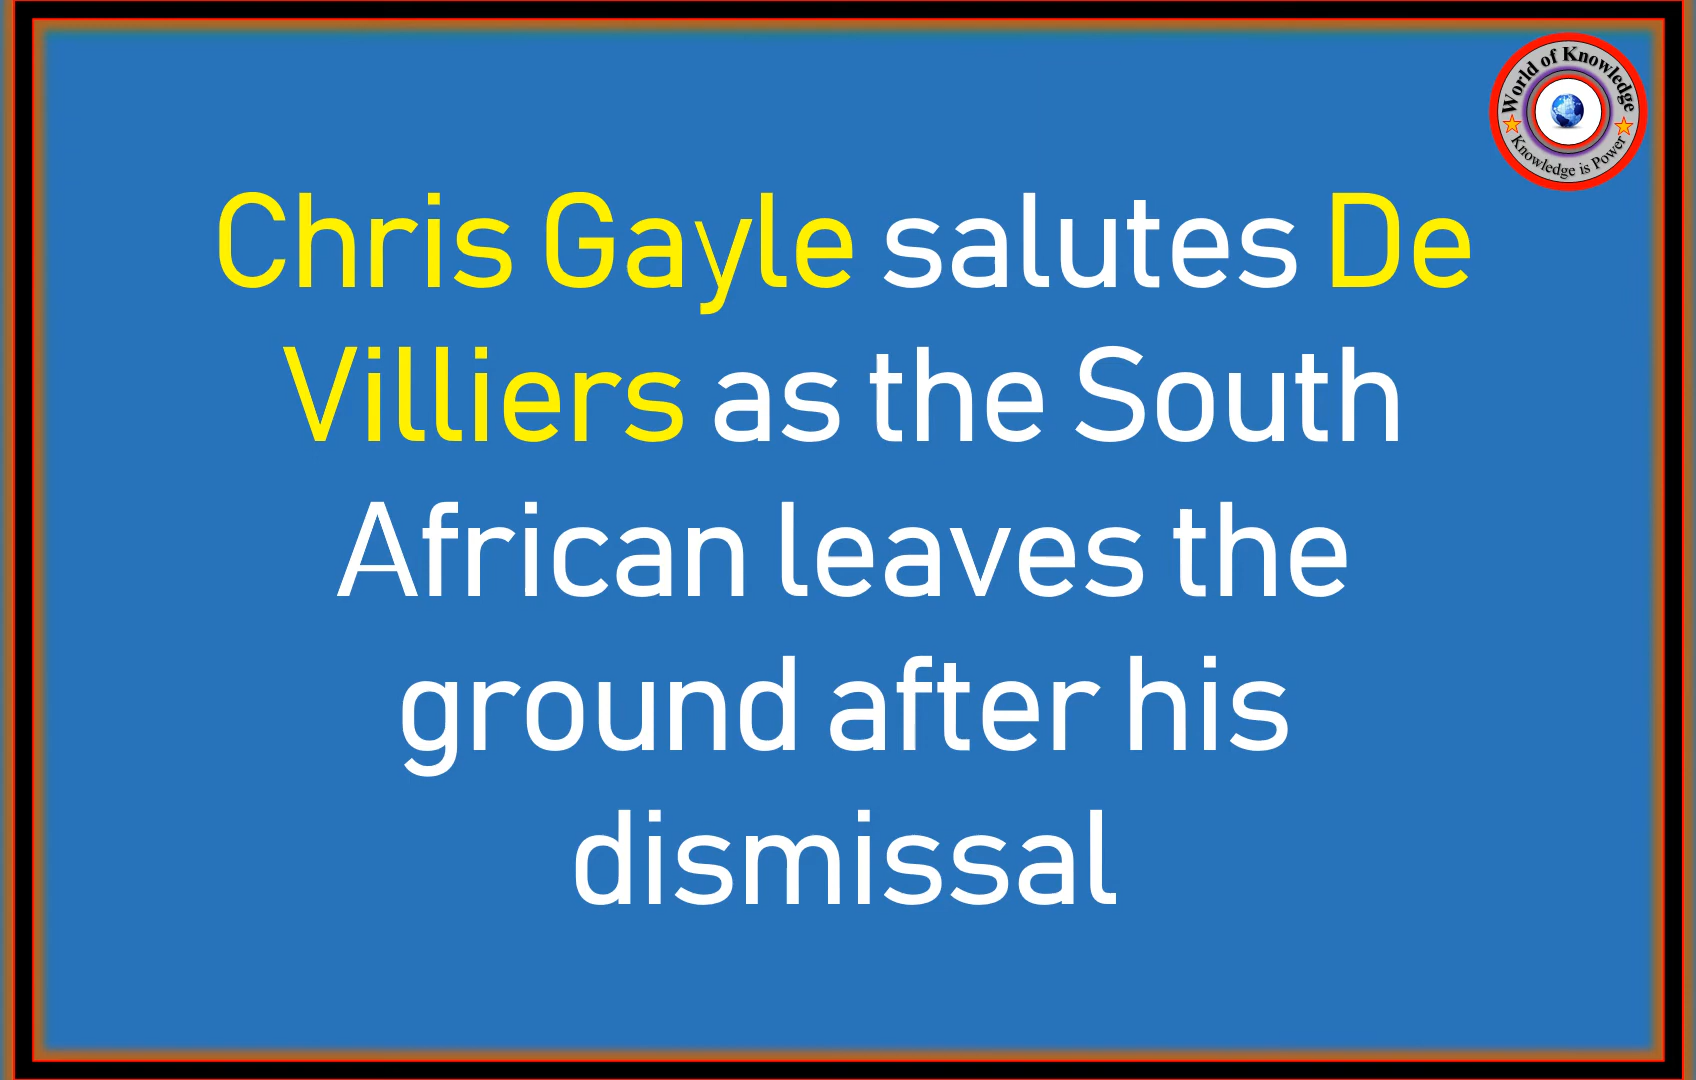 World of Knowledge
Knowledge is Power
Chris Gayle salutes De
Villiers as the South
African leaves the
ground after his
dismissal